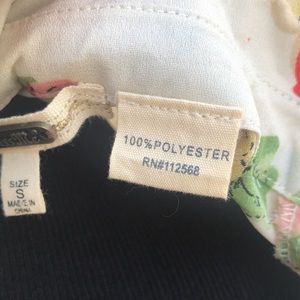 100%POLYESTER
RN#112568
SIZE
S
MADE IN
CHINA